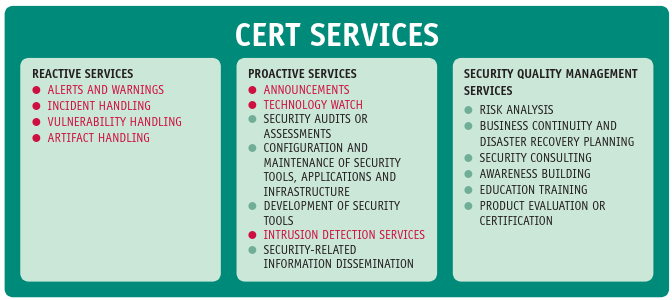 CERT SERVICES
REACTIVE SERVICES
ALERTS AND WARNINGS
INCIDENT HANDLING
VULNERABILITY HANDLING
ARTIFACT HANDLING
PROACTIVE SERVICES
ANNOUNCEMENTS
TECHNOLOGY WATCH
SECURITY AUDITS OR
ASSESSMENTS
CONFIGURATION AND
MAINTENANCE OF SECURITY
TOOLS, APPLICATIONS AND
INFRASTRUCTURE
DEVELOPMENT OF SECURITY
TOOLS
INTRUSION DETECTION SERVICES
SECURITY-RELATED
INFORMATION DISSEMINATION
SECURITY QUALITY MANAGEMENT
SERVICES
RISK ANALYSIS
BUSINESS CONTINUITY AND
DISASTER RECOVERY PLANNING
SECURITY CONSULTING
AWARENESS BUILDING
EDUCATION TRAINING
PRODUCT EVALUATION OR
CERTIFICATION